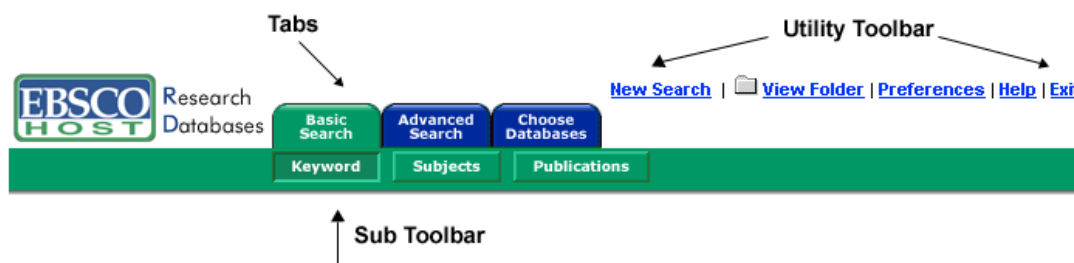 Tabs
Utility Toolbar
New Search | View Folder | Preferences | Help | Exi
EBSCO
HOST
Research
Databases
Basic
Search
Advanced
Search
Choose
Databases
Keyword
Subjects
Publications
Sub Toolbar